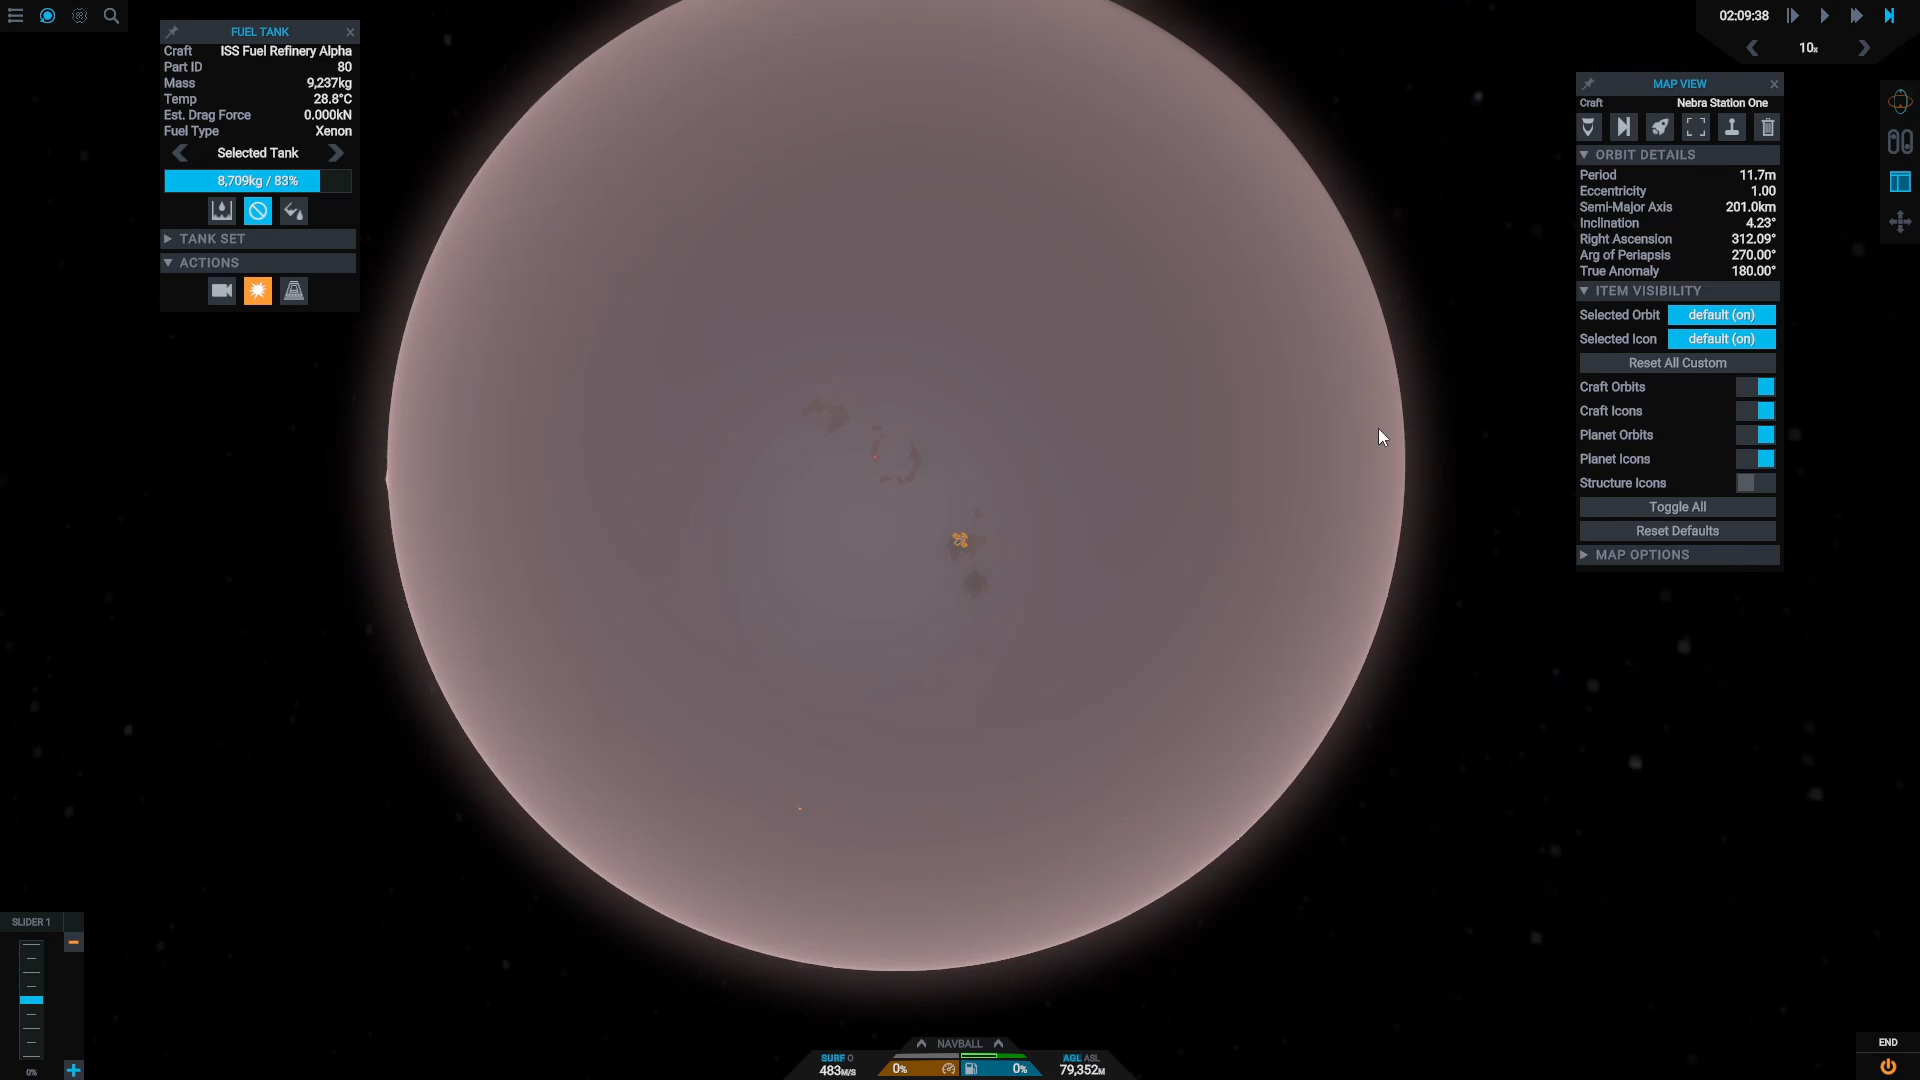 FUEL TANK
Craft ISS Fuel Refinery Alpha
Part ID 80
Mass 9,237kg
Temp 28.8°C
Est. Drag Force 0.000kN
Fuel Type Xenon
Selected Tank
8,709kg / 83%
TANK SET
ACTIONS
02:09:38
10x
MAP VIEW
Craft Nebra Station One
ORBIT DETAILS
Period 11.7m
Eccentricity 1.00
Semi-Major Axis 201.0km
Inclination 4.23°
Right Ascension 312.09°
Arg of Periapsis 270.00°
True Anomaly 180.00°
ITEM VISIBILITY
Selected Orbit default (on)
Selected Icon default (on)
Reset All Custom
Craft Orbits
Craft Icons
Planet Orbits
Planet Icons
Structure Icons
Toggle All
Reset Defaults
MAP OPTIONS
SLIDER 1
0%
NAVBALL
SURF O
483M/S
0%
0%
AGL ASL
79,352M
END